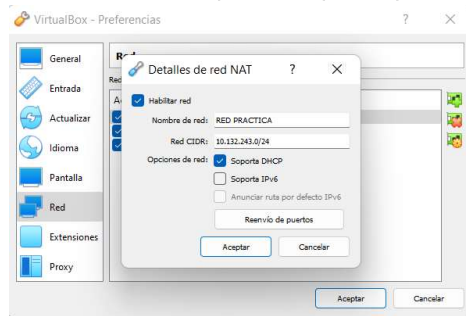 VirtualBox - Preferencias ? ×
General
Entrada
Actualizar
Idioma
Pantalla
Red
Extensiones
Proxy
Detalles de red NAT ? ×
Habilitar red
Nombre de red: RED PRACTICA
Red CIDR: 10.132.243.0/24
Opciones de red: Soporta DHCP
Soporta IPv6
Anunciar ruta por defecto IPv6
Reenvío de puertos
Aceptar Cancelar
Aceptar Cancelar